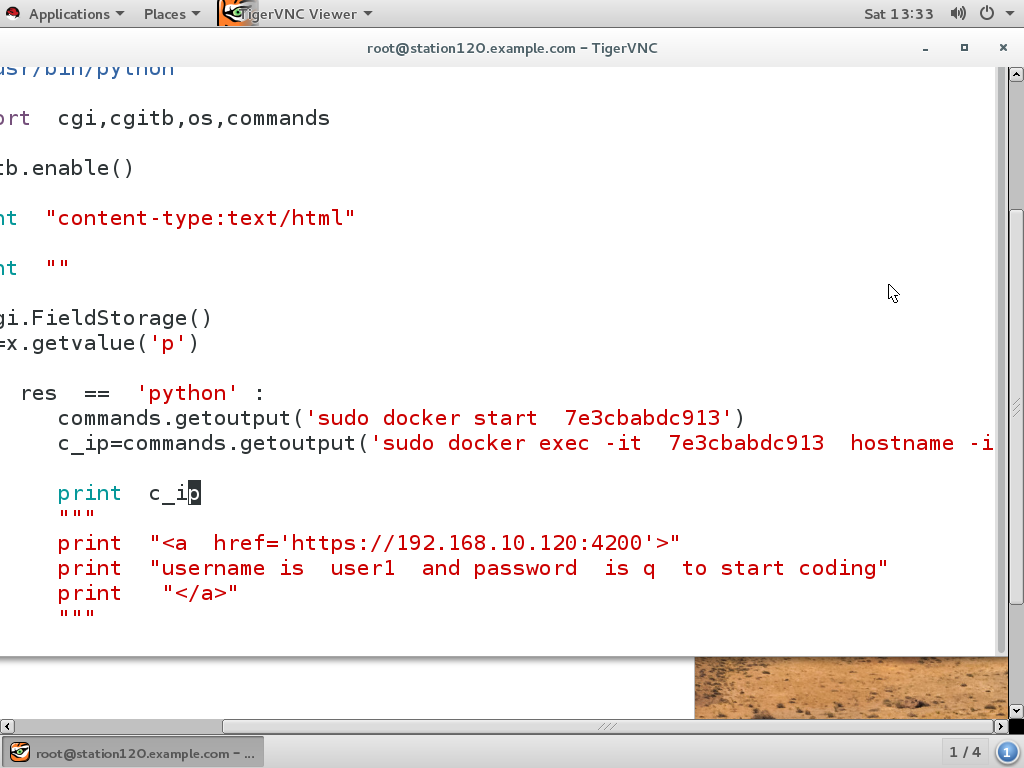 Applications Places TigerVNC Viewer Sat 13:33
root@station120.example.com - TigerVNC
usr/bin/python
ort cgi,cgitb,os,commands
tb.enable()
nt "content-type:text/html"
nt ""
gi.FieldStorage()
=x.getvalue('p')
res == 'python' :
commands.getoutput('sudo docker start 7e3cbabdc913')
c_ip=commands.getoutput('sudo docker exec -it 7e3cbabdc913 hostname -i
print c_ip
"""
print "<a href='https://192.168.10.120:4200'>"
print "username is user1 and password is q to start coding"
print "</a>"
"""
root@station120.example.com - ... 1 / 4 1